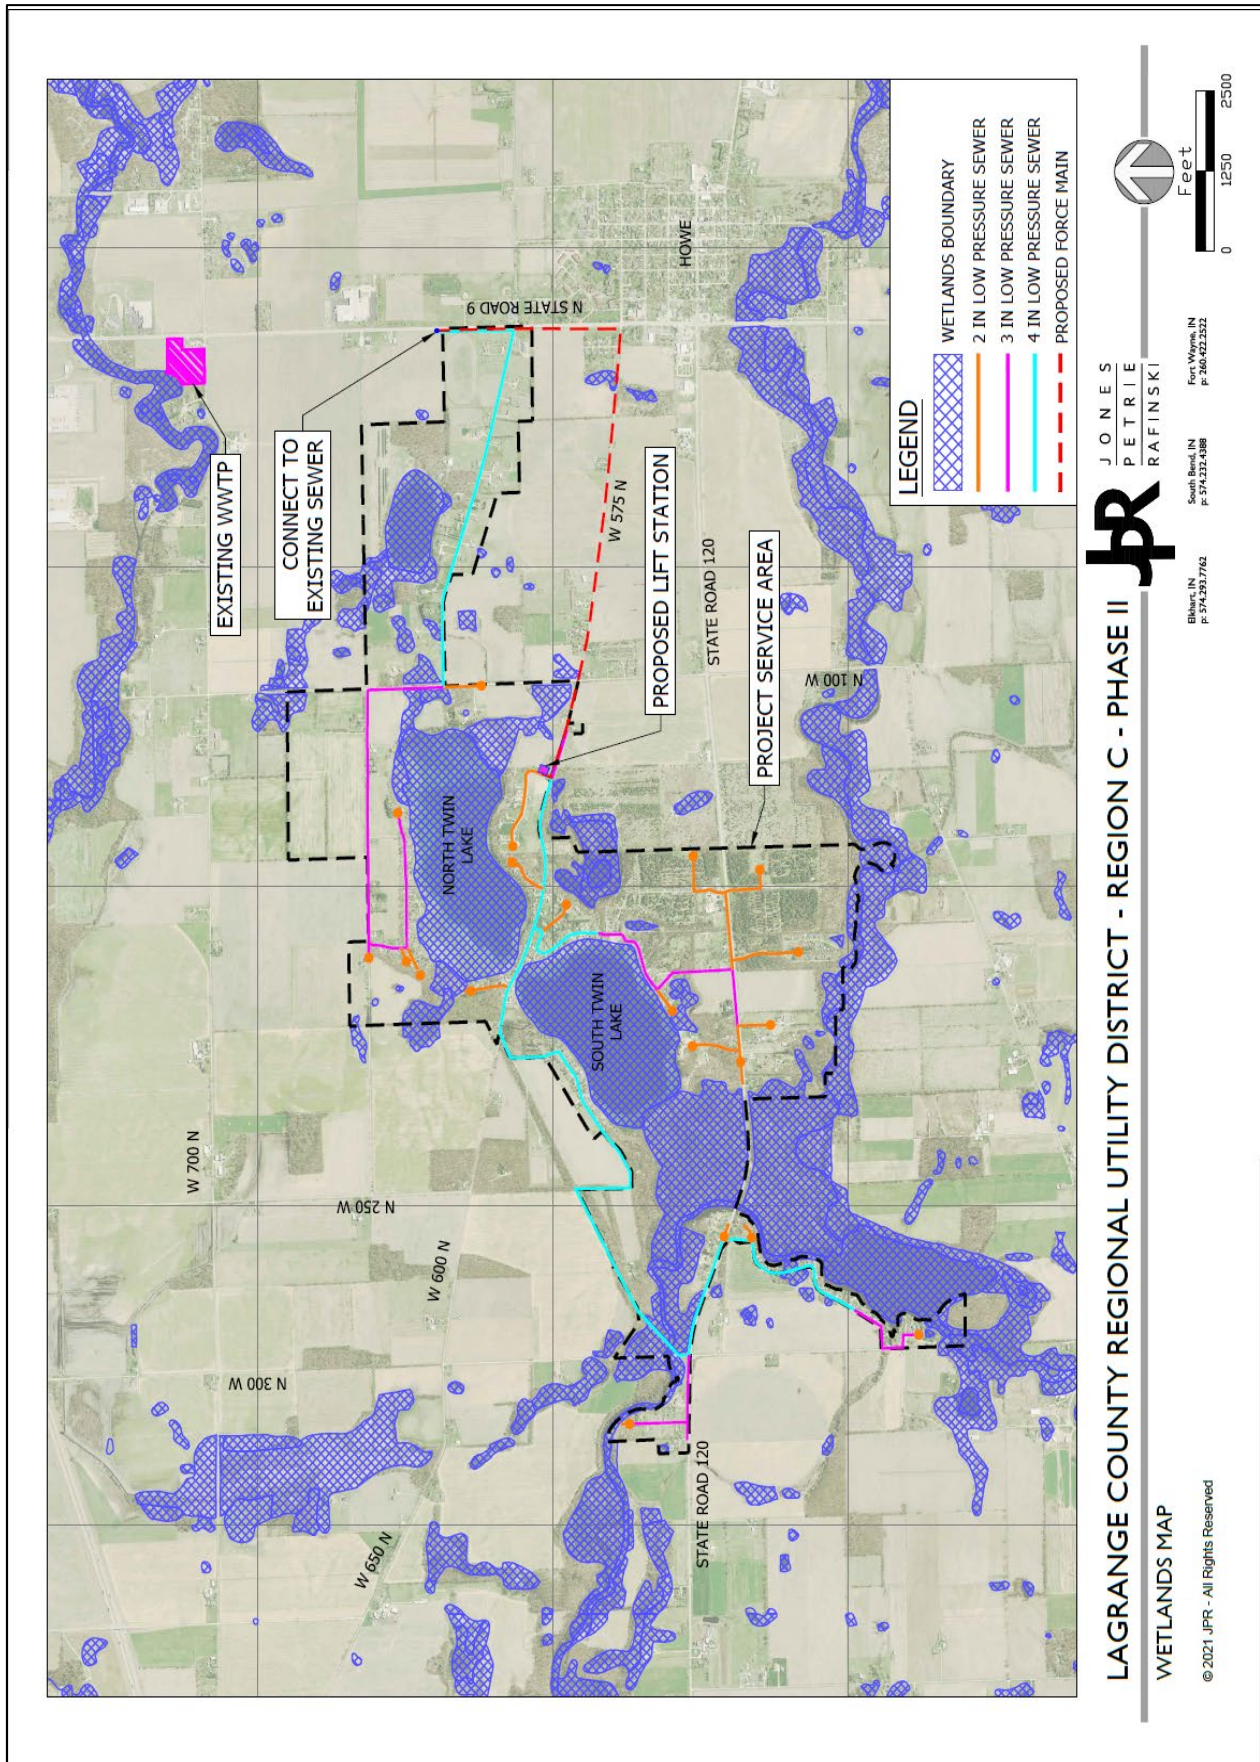 EXISTING WWTP
CONNECT TO
EXISTING SEWER
N STATE ROAD 9
HOWE
W 575 N
PROPOSED LIFT STATION
STATE ROAD 120
N 100 W
PROJECT SERVICE AREA
NORTH TWIN
LAKE
SOUTH TWIN
LAKE
W 700 N
N 250 W
W 600 N
N 300 W
W 650 N
STATE ROAD 120
LEGEND
WETLANDS BOUNDARY
2 IN LOW PRESSURE SEWER
3 IN LOW PRESSURE SEWER
4 IN LOW PRESSURE SEWER
PROPOSED FORCE MAIN
LAGRANGE COUNTY REGIONAL UTILITY DISTRICT - REGION C - PHASE II
WETLANDS MAP
© 2021 JPR - All Rights Reserved
JPR
JONES
PETRIE
RAFINSKI
Elkhart, IN
p: 574.293.7762
South Bend, IN
p: 574.232.4388
Fort Wayne, IN
p: 260.422.2522
Feet
0 1250 2500